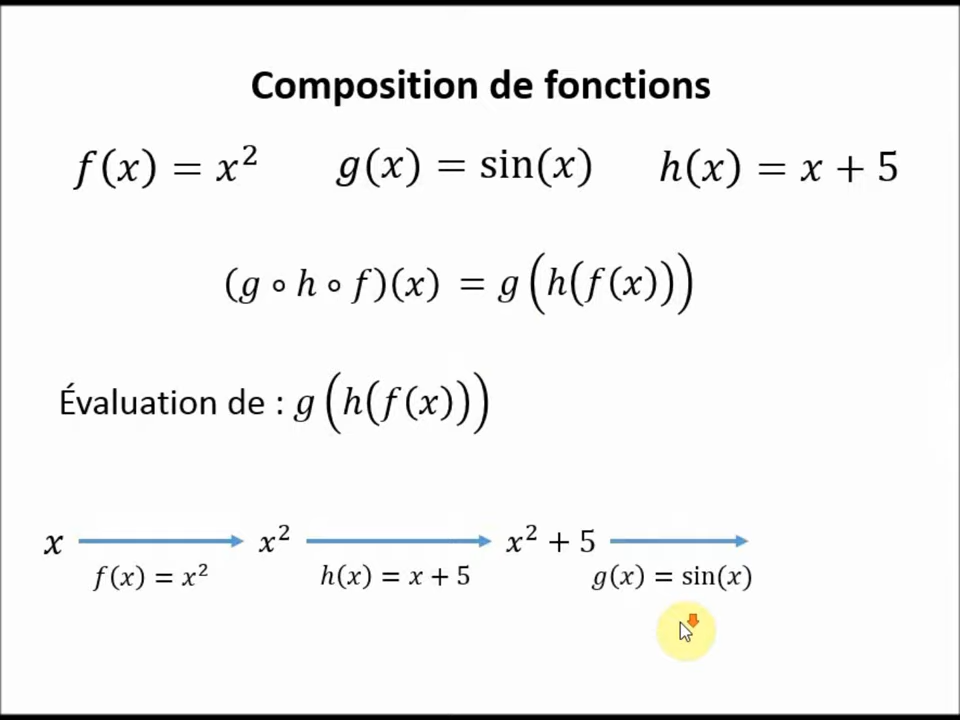 Composition de fonctions
f(x) = x² g(x) = sin(x) h(x) = x + 5
(g ∘ h ∘ f)(x) = g(h(f(x)))
Évaluation de : g(h(f(x)))
x x² x² + 5
f(x) = x² h(x) = x + 5 g(x) = sin(x)